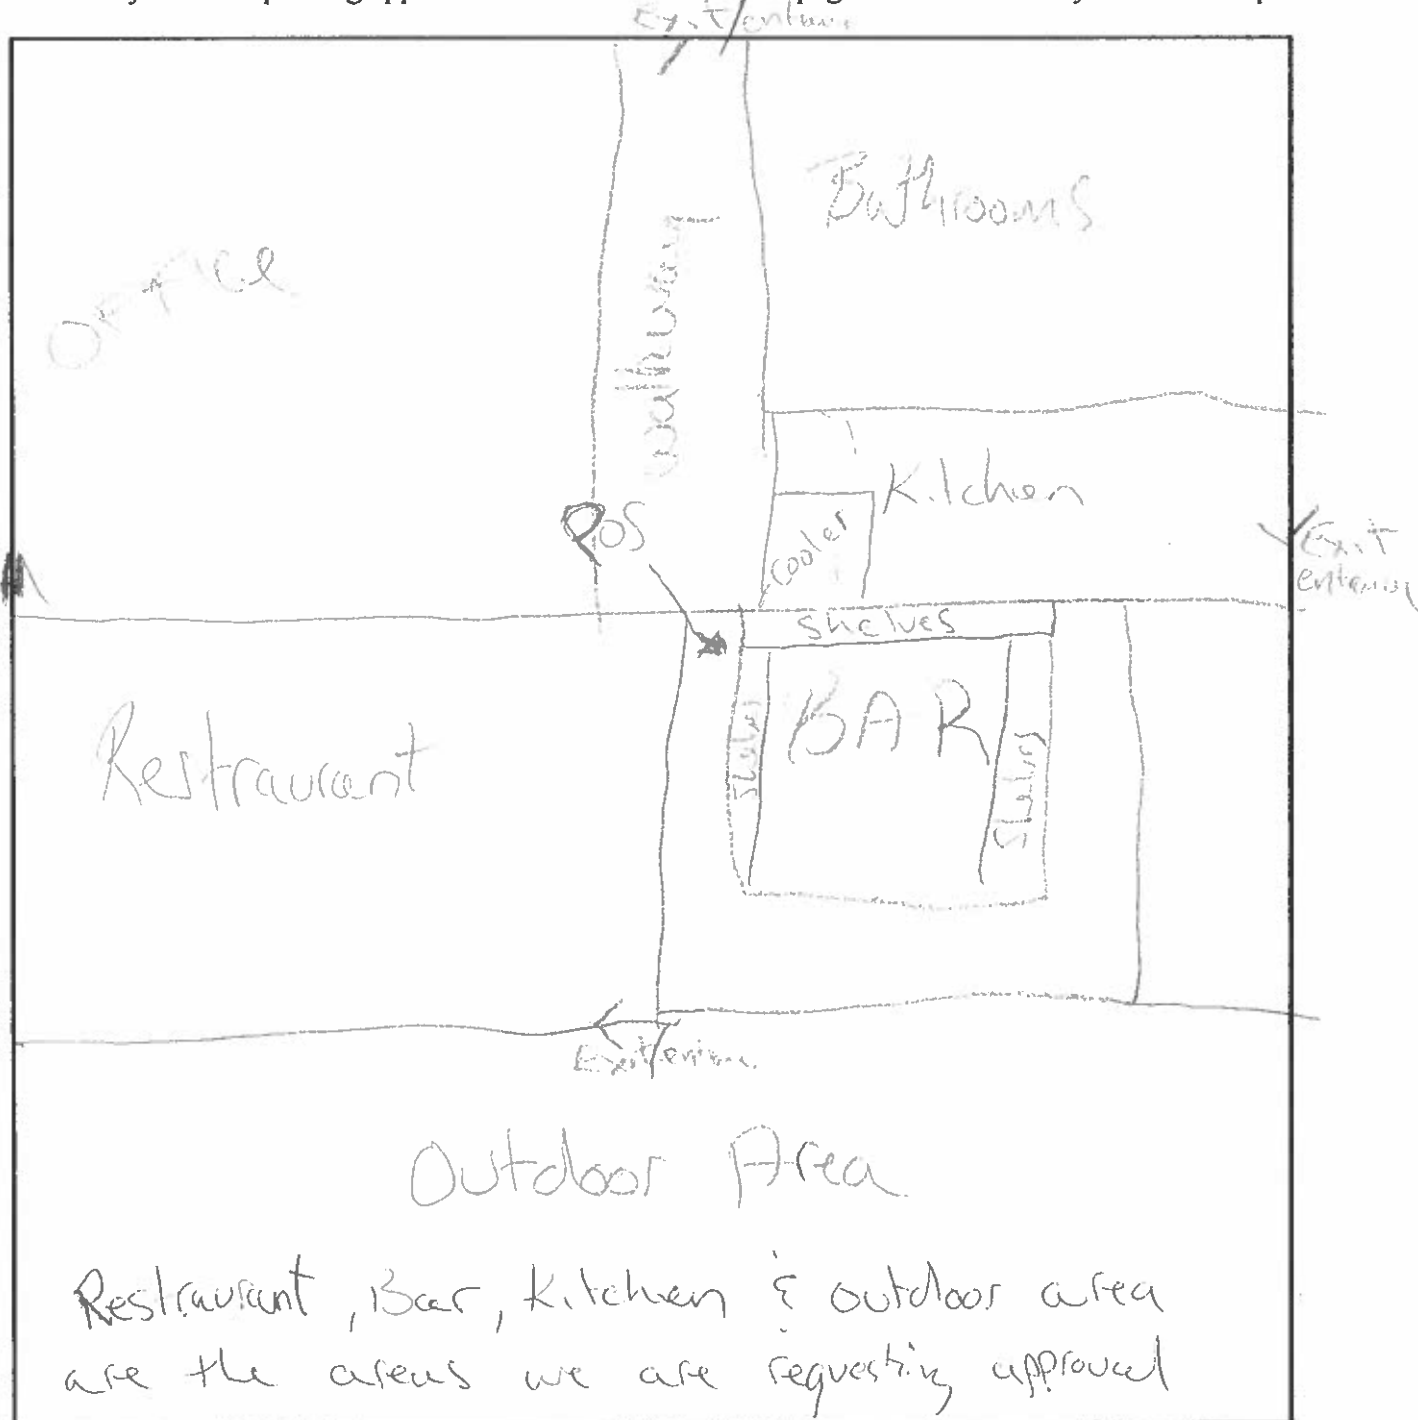 Exit/entrance
Bathrooms
Office
walkway
Kitchen
POS
cooler
Exit
entrance
Shelves
Restraurant
Shelves
BAR
Shelves
Exit/entran
Outdoor Area
Restraurant, Bar, Kitchen & outdoor area
are the areas we are requesting approval